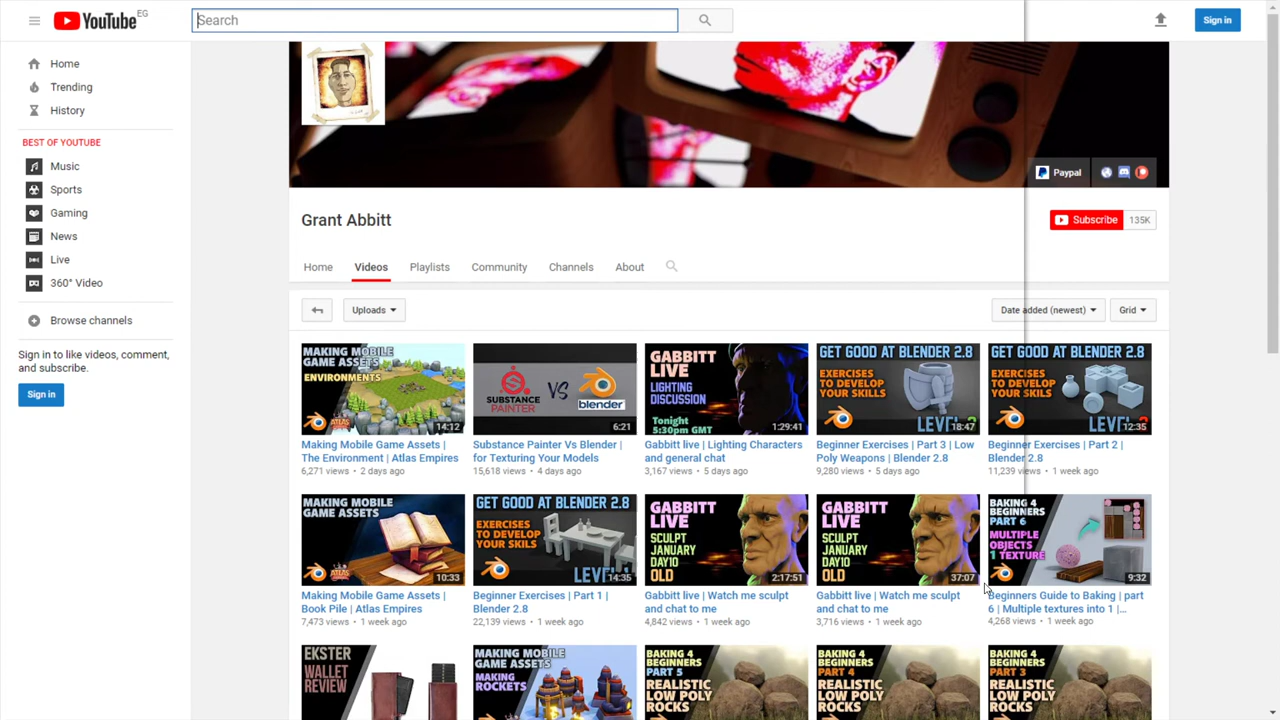 YouTube EG
Search
Sign in
Home
Trending
History
BEST OF YOUTUBE
Music
Sports
Gaming
News
Live
360° Video
Browse channels
Sign in to like videos, comment,
and subscribe.
Sign in
Paypal
Grant Abbitt
Subscribe 135K
Home Videos Playlists Community Channels About
Uploads
Date added (newest)
Grid
MAKING MOBILE
GAME ASSETS
ENVIRONMENTS
14:12
Making Mobile Game Assets |
The Environment | Atlas Empires
6,271 views • 2 days ago
SUBSTANCE
PAINTER
VS
blender
6:21
Substance Painter Vs Blender |
for Texturing Your Models
15,618 views • 4 days ago
GABBITT
LIVE
LIGHTING
DISCUSSION
Tonight
5:30pm GMT
1:29:41
Gabbitt live | Lighting Characters
and general chat
3,167 views • 5 days ago
GET GOOD AT BLENDER 2.8
EXERCISES
TO DEVELOP
YOUR SKILLS
LEVEL
18:47
Beginner Exercises | Part 3 | Low
Poly Weapons | Blender 2.8
9,280 views • 5 days ago
GET GOOD AT BLENDER 2.8
EXERCISES
TO DEVELOP
YOUR SKILLS
LEVEL 2
12:35
Beginner Exercises | Part 2 |
Blender 2.8
11,239 views • 1 week ago
MAKING MOBILE
GAME ASSETS
ATLAS
10:33
Making Mobile Game Assets |
Book Pile | Atlas Empires
7,473 views • 1 week ago
GET GOOD AT BLENDER 2.8
EXERCISES
TO DEVELOP
YOUR SKILS
LEVEL
14:35
Beginner Exercises | Part 1 |
Blender 2.8
22,139 views • 1 week ago
GABBITT
LIVE
SCULPT
JANUARY
DAY10
OLD
2:17:51
Gabbitt live | Watch me sculpt
and chat to me
4,842 views • 1 week ago
GABBITT
LIVE
SCULPT
JANUARY
DAY10
OLD
37:07
Gabbitt live | Watch me sculpt
and chat to me
3,716 views • 1 week ago
BAKING 4
BEGINNERS
PART 6
MULTIPLE
OBJECTS
1 TEXTURE
9:32
Beginners Guide to Baking | part
6 | Multiple textures into 1 |...
4,268 views • 1 week ago
EKSTER
WALLET
REVIEW
MAKING MOBILE
GAME ASSETS
MAKING
ROCKETS
BAKING 4
BEGINNERS
PART 5
REALISTIC
LOW POLY
ROCKS
BAKING 4
BEGINNERS
PART 4
REALISTIC
LOW POLY
ROCKS
BAKING 4
BEGINNERS
PART 3
REALISTIC
LOW POLY
ROCKS